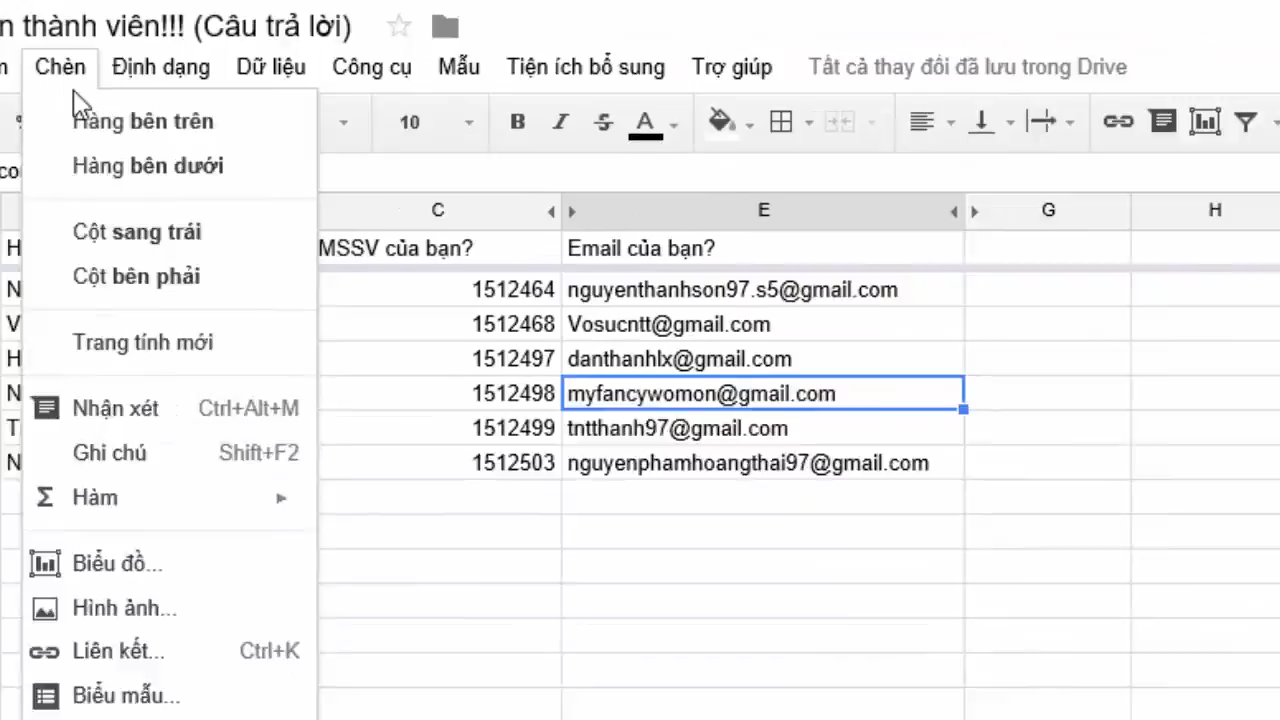 n thành viên!!! (Câu trả lời)
Chèn Định dạng Dữ liệu Công cụ Mẫu Tiện ích bổ sung Trợ giúp Tất cả thay đổi đã lưu trong Drive
10 B I S A
Hàng bên trên
Hàng bên dưới
Cột sang trái
Cột bên phải
Trang tính mới
Nhận xét Ctrl+Alt+M
Ghi chú Shift+F2
Σ Hàm
Biểu đồ...
Hình ảnh...
Liên kết... Ctrl+K
Biểu mẫu...
C E G H
MSSV của bạn? Email của bạn?
1512464 nguyenthanhson97.s5@gmail.com
1512468 Vosucntt@gmail.com
1512497 danthanhlx@gmail.com
1512498 myfancywomon@gmail.com
1512499 tntthanh97@gmail.com
1512503 nguyenphamhoangthai97@gmail.com